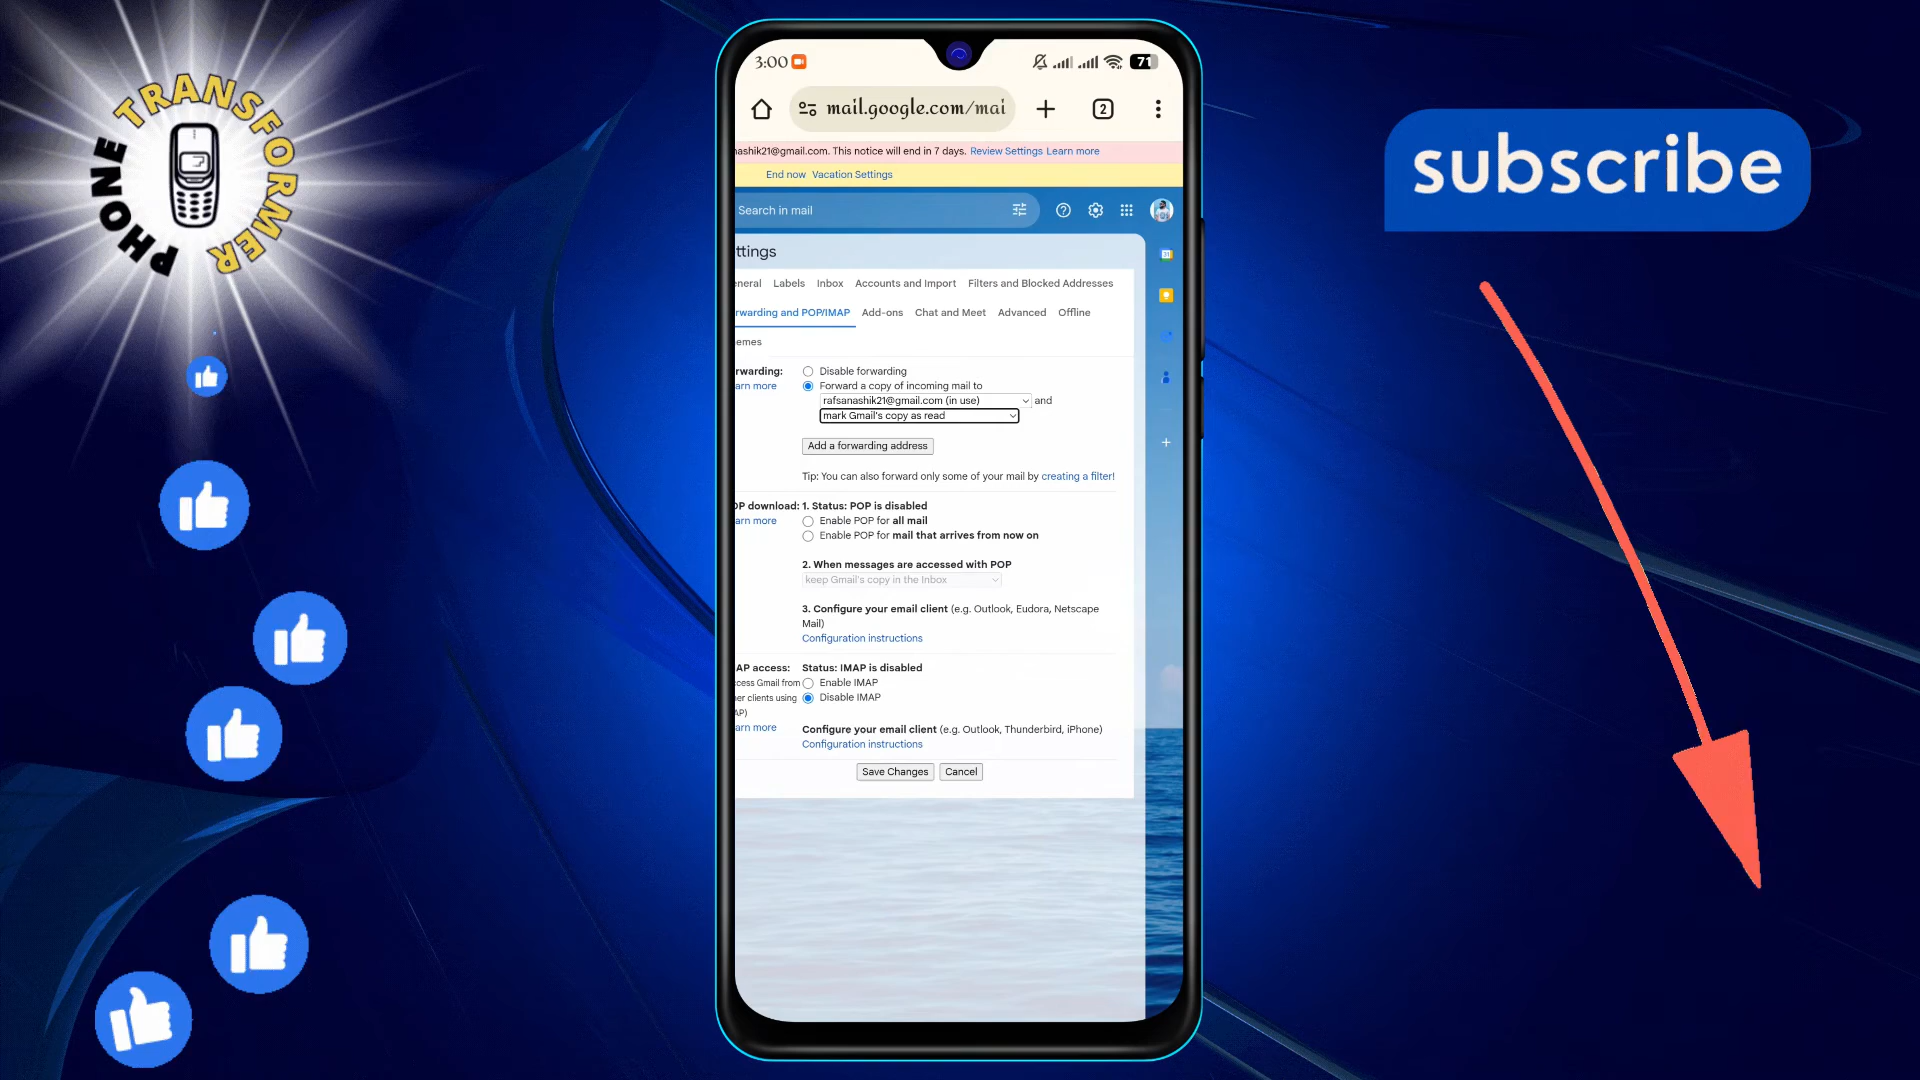 PHONE TRANSFORMER
subscribe
3:00
71
mail.google.com/mai
2
nashik21@gmail.com. This notice will end in 7 days. Review Settings Learn more
End now Vacation Settings
Search in mail
ttings
eneral Labels Inbox Accounts and Import Filters and Blocked Addresses
rwarding and POP/IMAP Add-ons Chat and Meet Advanced Offline
emes
rwarding: Disable forwarding
arn more Forward a copy of incoming mail to
rafsanashik21@gmail.com (in use) and
mark Gmail's copy as read
Add a forwarding address
Tip: You can also forward only some of your mail by creating a filter!
OP download: 1. Status: POP is disabled
arn more Enable POP for all mail
Enable POP for mail that arrives from now on
2. When messages are accessed with POP
keep Gmail's copy in the Inbox
3. Configure your email client (e.g. Outlook, Eudora, Netscape
Mail)
Configuration instructions
AP access: Status: IMAP is disabled
ccess Gmail from Enable IMAP
her clients using Disable IMAP
AP)
arn more Configure your email client (e.g. Outlook, Thunderbird, iPhone)
Configuration instructions
Save Changes Cancel